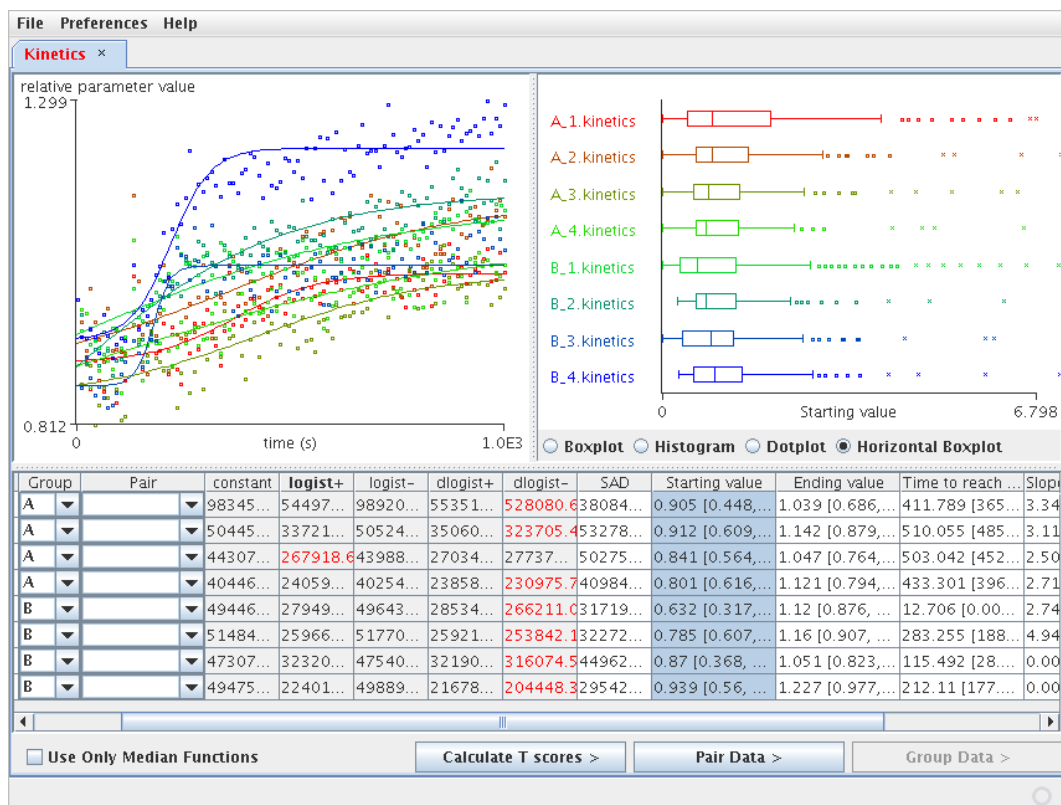 File Preferences Help
Kinetics ×
relative parameter value
1.299
0.812
0
time (s)
1.0E3
A_1.kinetics
A_2.kinetics
A_3.kinetics
A_4.kinetics
B_1.kinetics
B_2.kinetics
B_3.kinetics
B_4.kinetics
0 Starting value 6.798
Boxplot Histogram Dotplot Horizontal Boxplot
Group Pair constant logist+ logist- dlogist+ dlogist- SAD Starting value Ending value Time to reach ... Slop
A 98345... 54497... 98920... 55351... 528080.6 38084... 0.905 [0.448,... 1.039 [0.686,... 411.789 [365... 3.34
A 50445... 33721... 50524... 35060... 323705.4 53278... 0.912 [0.609,... 1.142 [0.879,... 510.055 [485... 3.11
A 44307... 267918.6 43988... 27034... 27737... 50275... 0.841 [0.564,... 1.047 [0.764,... 503.042 [452... 2.50
A 40446... 24059... 40254... 23858... 230975.7 40984... 0.801 [0.616,... 1.121 [0.794,... 433.301 [396... 2.71
B 49446... 27949... 49643... 28534... 266211.0 31719... 0.632 [0.317,... 1.12 [0.876, ... 12.706 [0.00... 2.74
B 51484... 25966... 51770... 25921... 253842.1 32272... 0.785 [0.607,... 1.16 [0.907, ... 283.255 [188... 4.94
B 47307... 32320... 47540... 32190... 316074.5 44962... 0.87 [0.368, ... 1.051 [0.823,... 115.492 [28.... 0.00
B 49475... 22401... 49889... 21678... 204448.3 29542... 0.939 [0.56, ... 1.227 [0.977,... 212.11 [177.... 0.00
Use Only Median Functions Calculate T scores > Pair Data > Group Data >